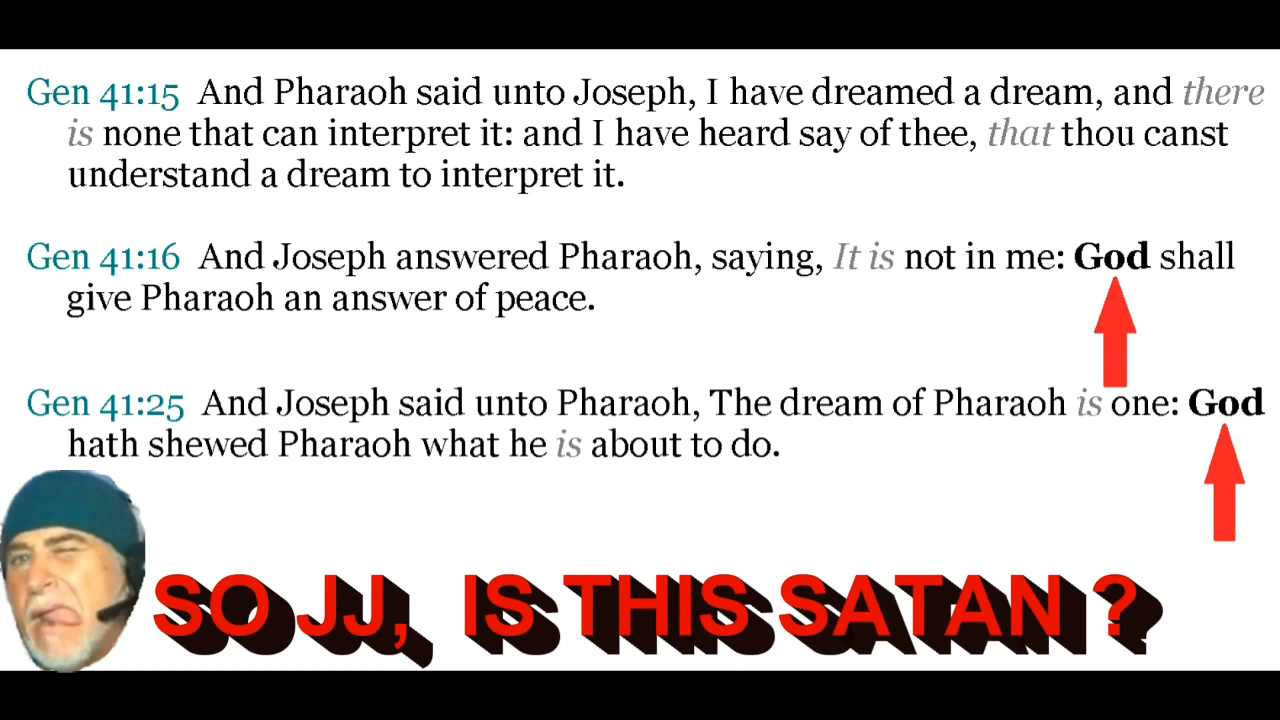 Gen 41:15 And Pharaoh said unto Joseph, I have dreamed a dream, and there
is none that can interpret it: and I have heard say of thee, that thou canst
understand a dream to interpret it.
Gen 41:16 And Joseph answered Pharaoh, saying, It is not in me: God shall
give Pharaoh an answer of peace.
Gen 41:25 And Joseph said unto Pharaoh, The dream of Pharaoh is one: God
hath shewed Pharaoh what he is about to do.
SO JJ, IS THIS SATAN ?